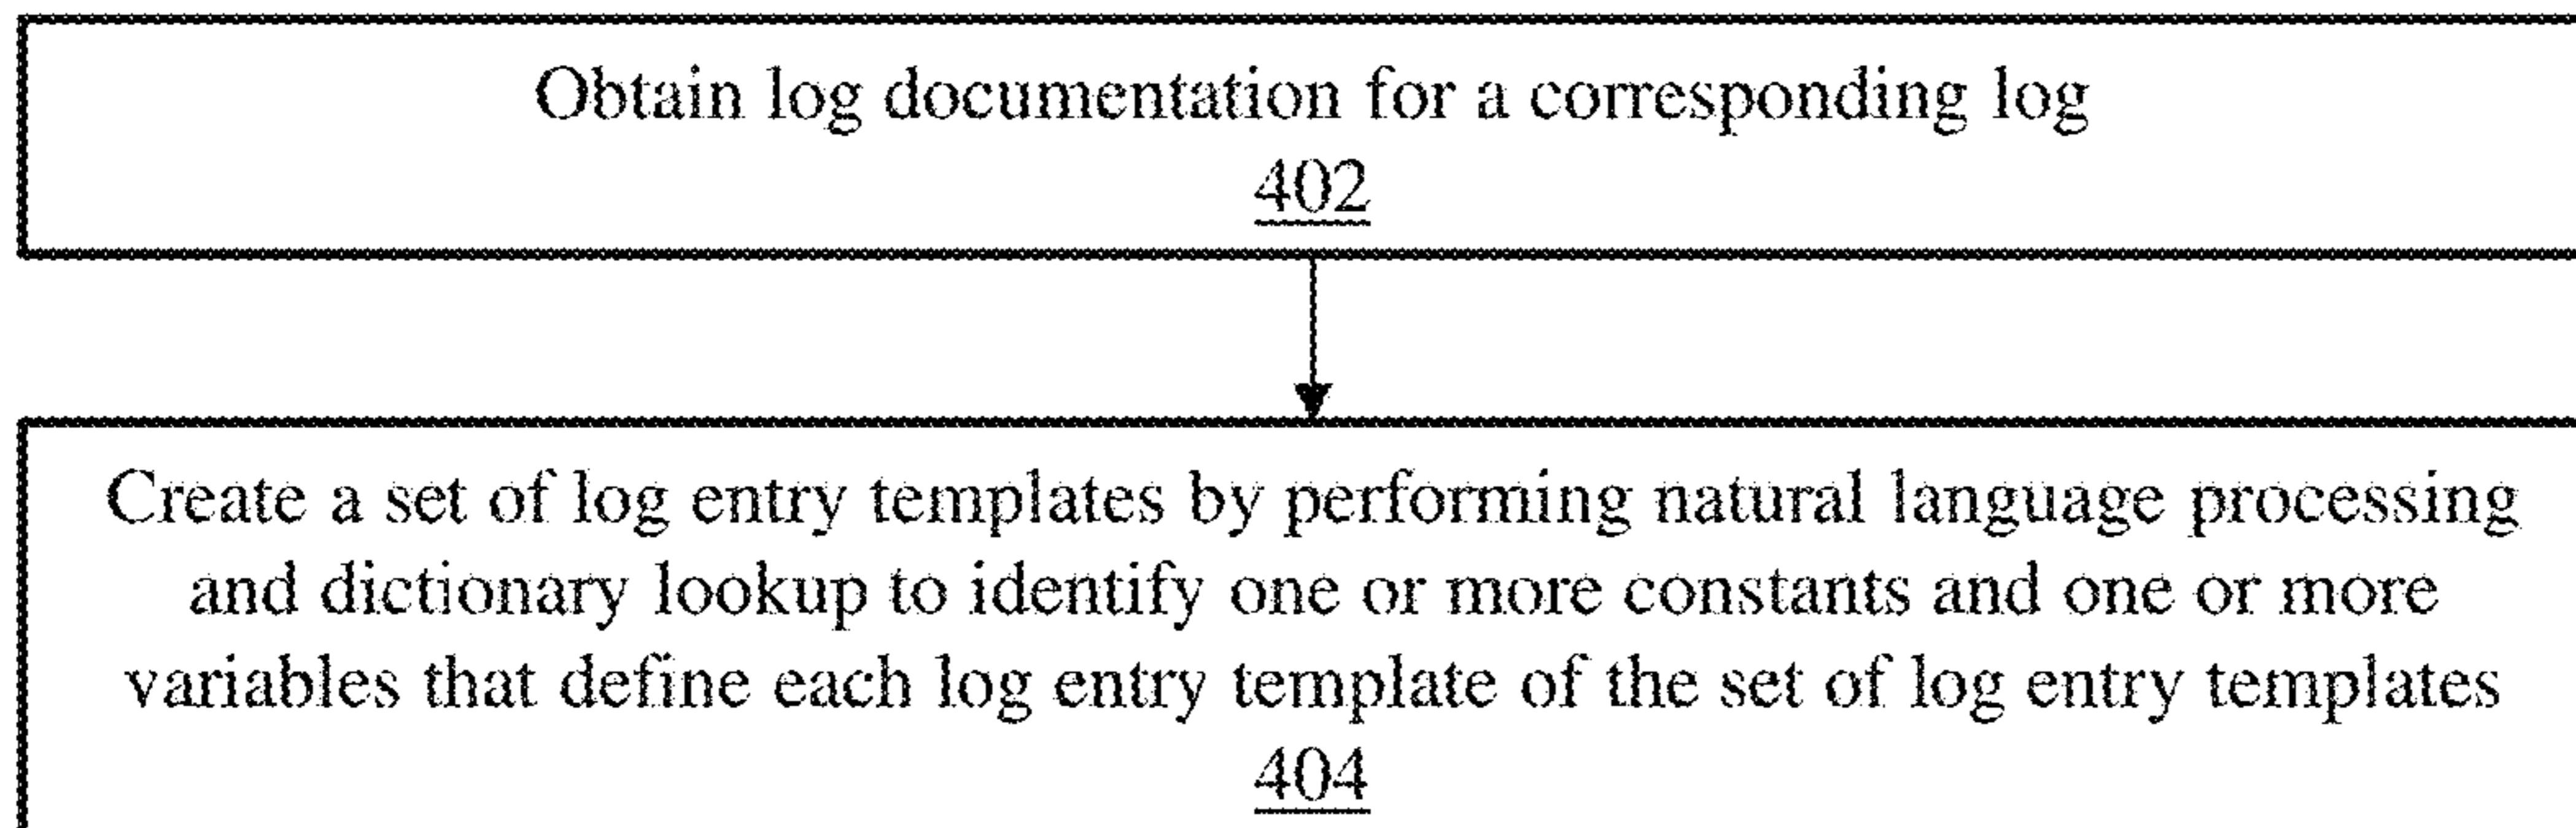 Obtain log documentation for a corresponding log
402
Create a set of log entry templates by performing natural language processing
and dictionary lookup to identify one or more constants and one or more
variables that define each log entry template of the set of log entry templates
404